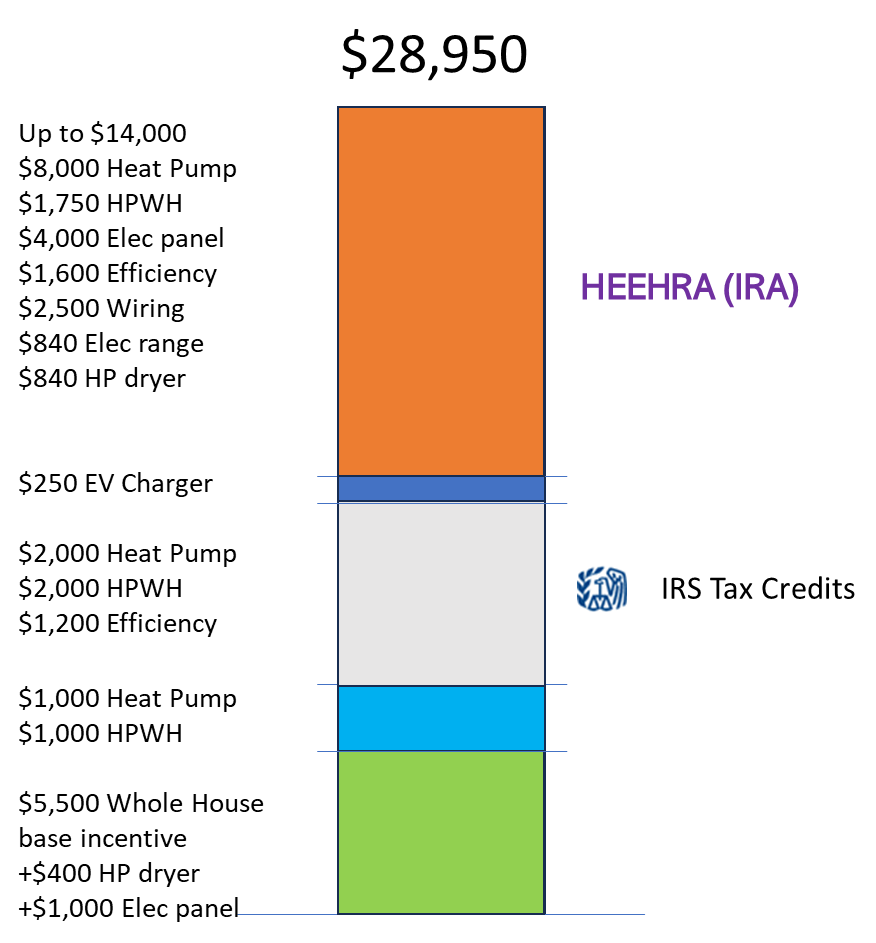 $28,950
Up to $14,000
$8,000 Heat Pump
$1,750 HPWH
$4,000 Elec panel
$1,600 Efficiency
$2,500 Wiring
$840 Elec range
$840 HP dryer
HEEHRA (IRA)
$250 EV Charger
$2,000 Heat Pump
$2,000 HPWH
$1,200 Efficiency
IRS Tax Credits
$1,000 Heat Pump
$1,000 HPWH
$5,500 Whole House
base incentive
+$400 HP dryer
+$1,000 Elec panel